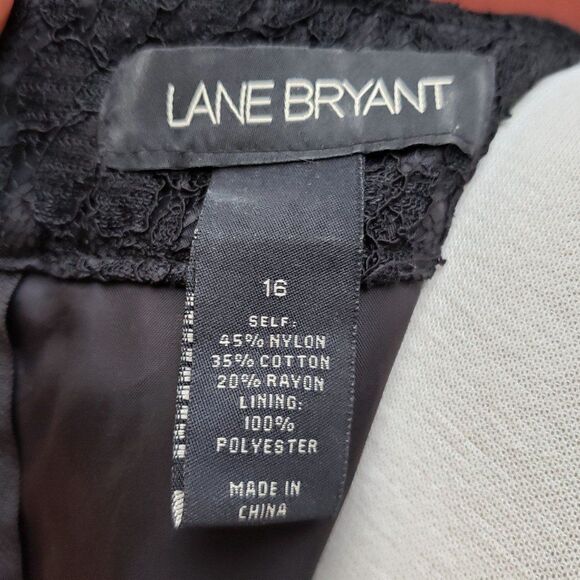 LANE BRYANT
16
SELF:
45% NYLON
35% COTTON
20% RAYON
LINING:
100%
POLYESTER
MADE IN
CHINA